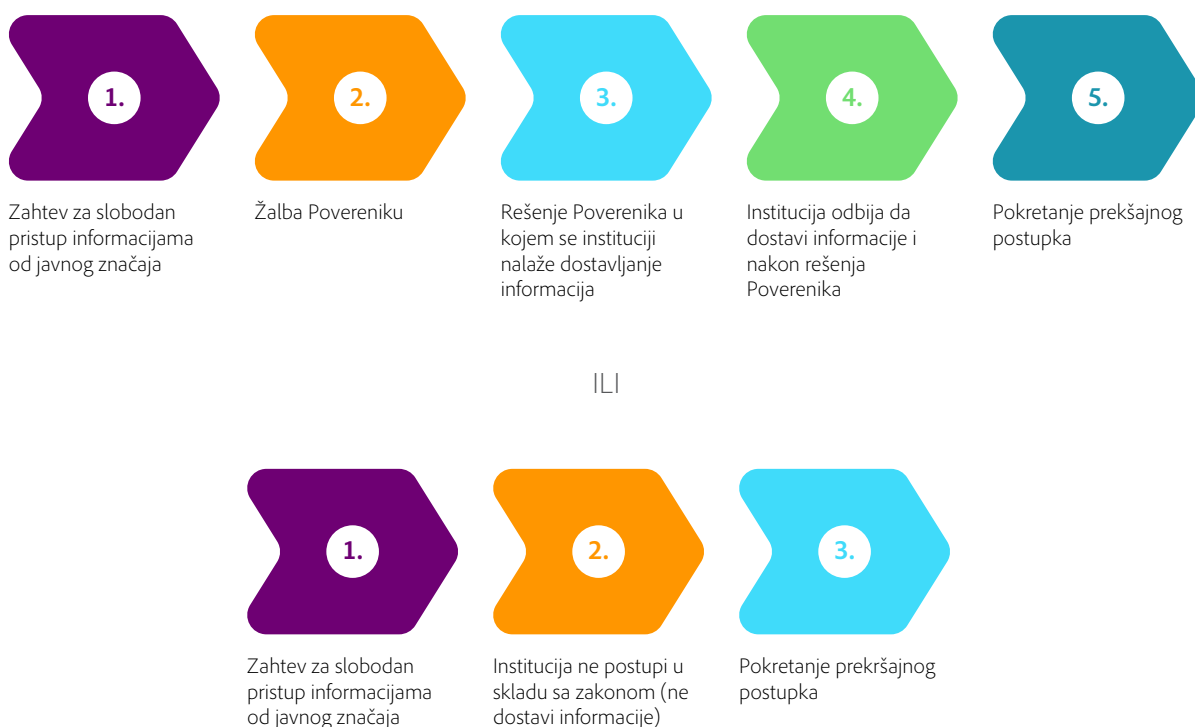 1.
2.
3.
4.
5.
Zahtev za slobodan
pristup informacijama
od javnog značaja
Žalba Povereniku
Rešenje Poverenika u
kojem se instituciji
nalaže dostavljanje
informacija
Institucija odbija da
dostavi informacije i
nakon rešenja
Poverenika
Pokretanje prekšajnog
postupka
ILI
1.
2.
3.
Zahtev za slobodan
pristup informacijama
od javnog značaja
Institucija ne postupi u
skladu sa zakonom (ne
dostavi informacije)
Pokretanje prekršajnog
postupka